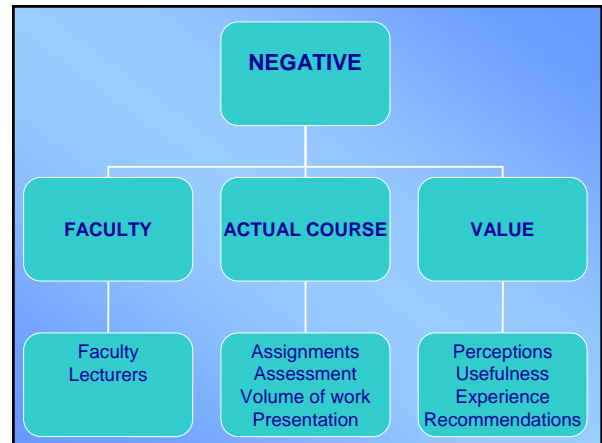 NEGATIVE
FACULTY
ACTUAL COURSE
VALUE
Faculty
Lecturers
Assignments
Assessment
Volume of work
Presentation
Perceptions
Usefulness
Experience
Recommendations